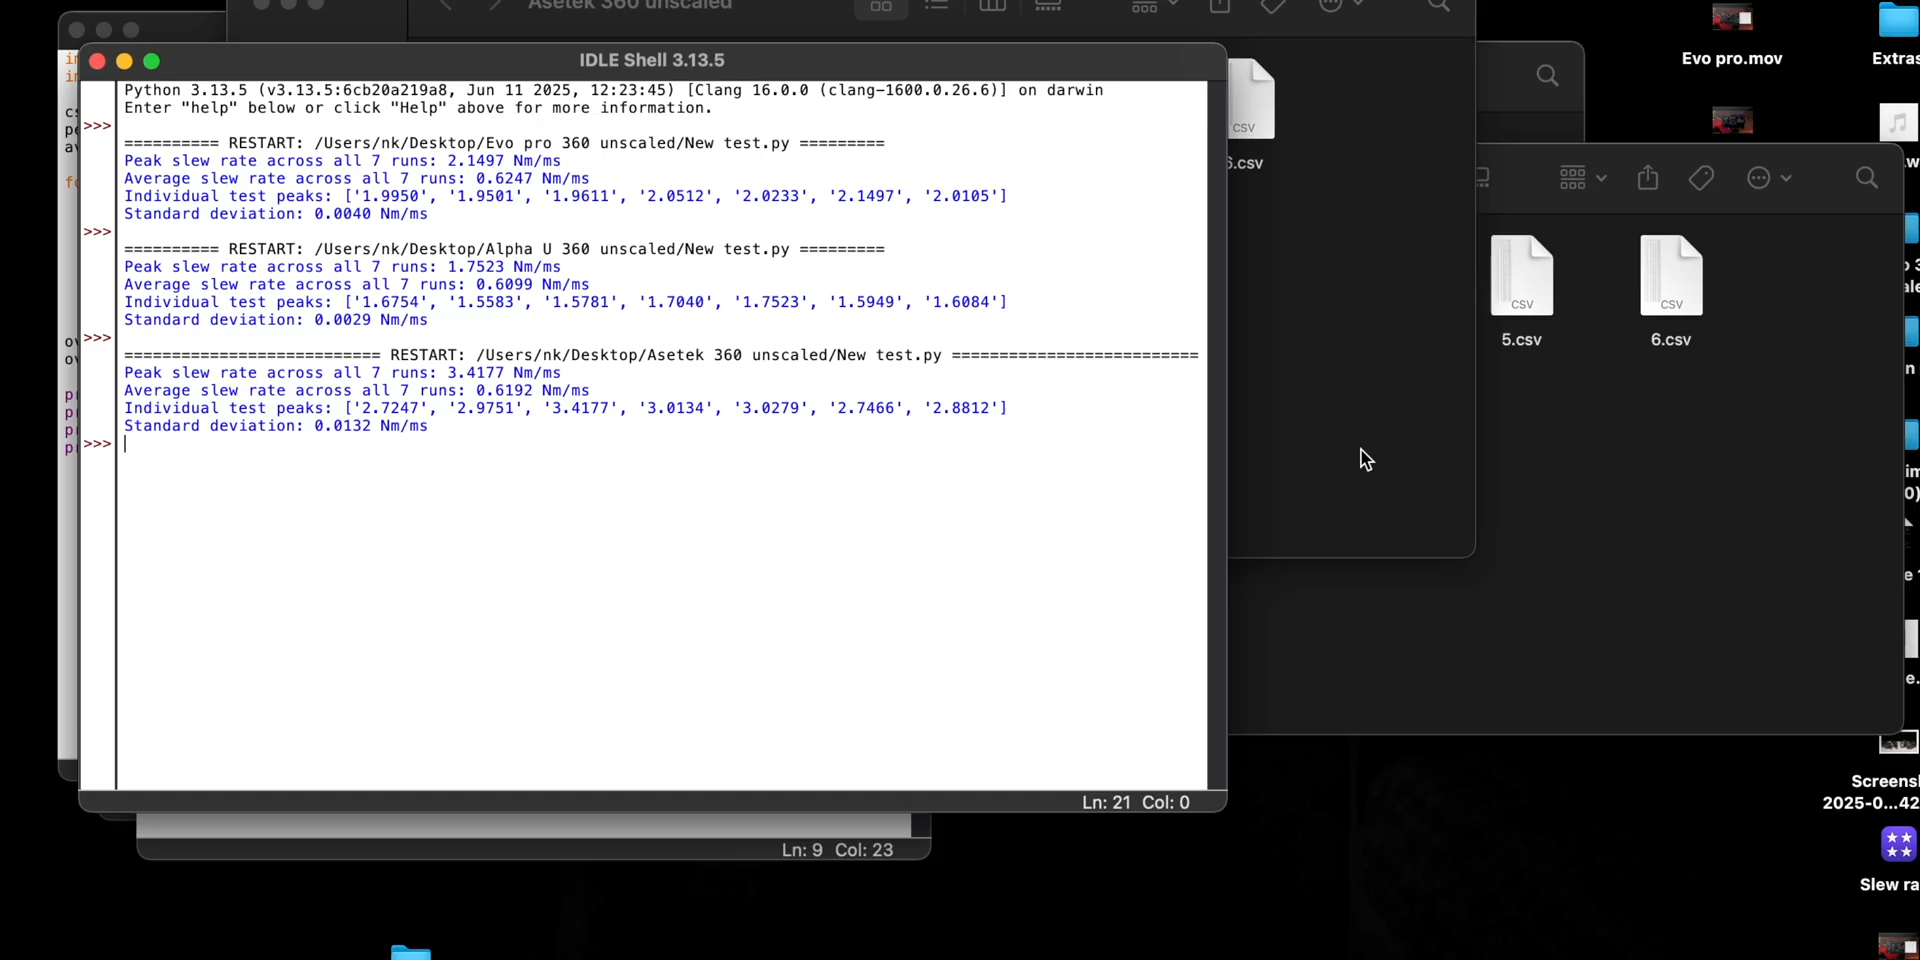 Asetek 360 unscaled
IDLE Shell 3.13.5
Python 3.13.5 (v3.13.5:6cb20a219a8, Jun 11 2025, 12:23:45) [Clang 16.0.0 (clang-1600.0.26.6)] on darwin
Enter "help" below or click "Help" above for more information.
>>>
========== RESTART: /Users/nk/Desktop/Evo pro 360 unscaled/New test.py =========
Peak slew rate across all 7 runs: 2.1497 Nm/ms
Average slew rate across all 7 runs: 0.6247 Nm/ms
Individual test peaks: ['1.9950', '1.9501', '1.9611', '2.0512', '2.0233', '2.1497', '2.0105']
Standard deviation: 0.0040 Nm/ms
>>>
========== RESTART: /Users/nk/Desktop/Alpha U 360 unscaled/New test.py =========
Peak slew rate across all 7 runs: 1.7523 Nm/ms
Average slew rate across all 7 runs: 0.6099 Nm/ms
Individual test peaks: ['1.6754', '1.5583', '1.5781', '1.7040', '1.7523', '1.5949', '1.6084']
Standard deviation: 0.0029 Nm/ms
>>>
=========================== RESTART: /Users/nk/Desktop/Asetek 360 unscaled/New test.py ==========================
Peak slew rate across all 7 runs: 3.4177 Nm/ms
Average slew rate across all 7 runs: 0.6192 Nm/ms
Individual test peaks: ['2.7247', '2.9751', '3.4177', '3.0134', '3.0279', '2.7466', '2.8812']
Standard deviation: 0.0132 Nm/ms
>>>
Ln: 21 Col: 0
Ln: 9 Col: 23
CSV
6.csv
CSV
5.csv
CSV
6.csv
Evo pro.mov
Extras
Screensh
2025-0...42
Slew ra